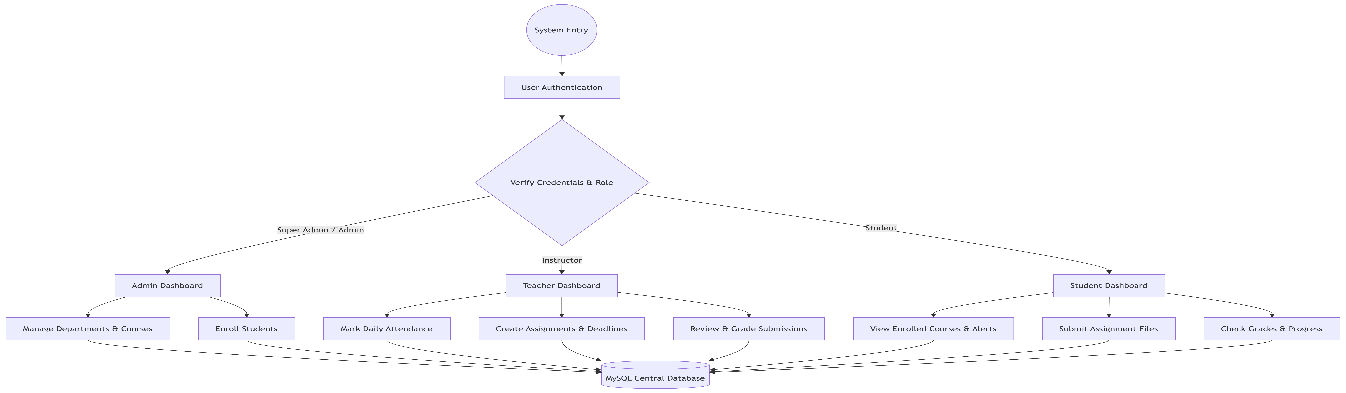 System Entry
User Authentication
Verify Credentials & Role
Super Admin / Admin
Student
Instructor
Admin Dashboard
Teacher Dashboard
Student Dashboard
Manage Departments & Courses
Enroll Students
Mark Daily Attendance
Create Assignments & Deadlines
Review & Grade Submissions
View Enrolled Courses & Alerts
Submit Assignment Files
Check Grades & Progress
MySQL Central Database